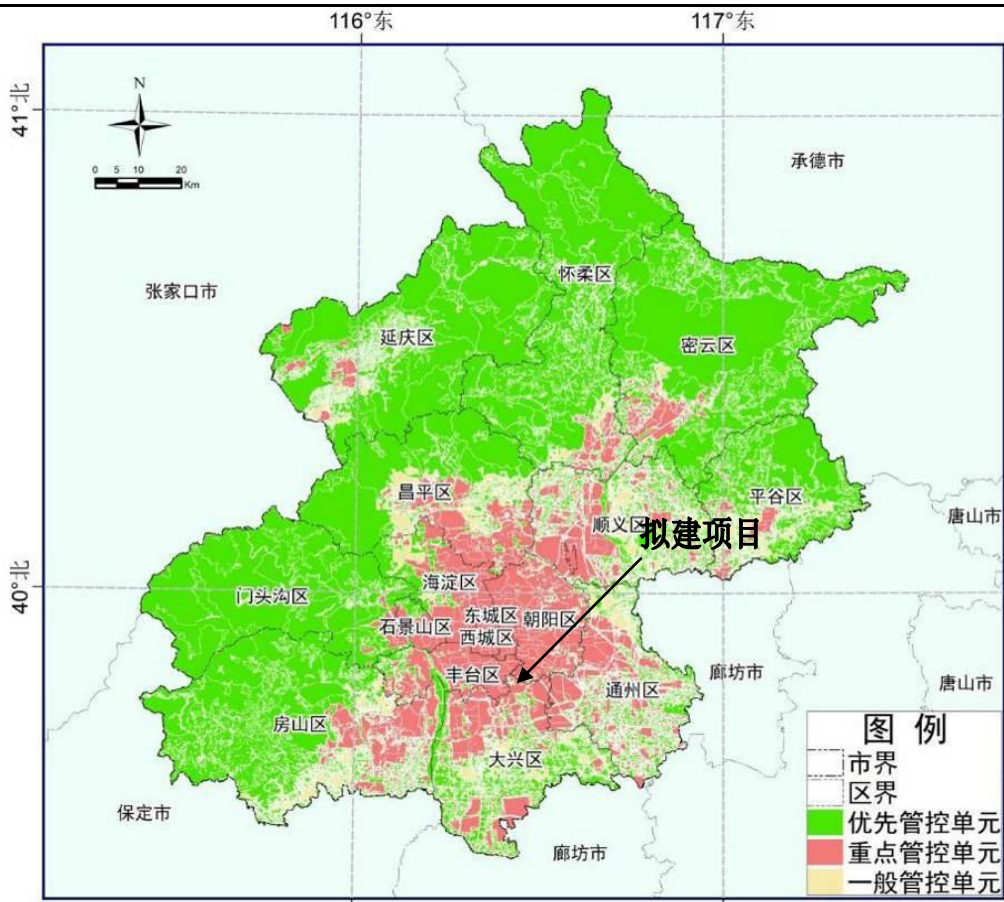 116°东 117°东
41°北
N
0 5 10 20
Km
承德市
张家口市
怀柔区
延庆区
密云区
昌平区
平谷区
顺义区
唐山市
拟建项目
40°北
海淀区
门头沟区
东城区 朝阳区
石景山区
西城区
丰台区
通州区
廊坊市
唐山市
房山区
大兴区
保定市
廊坊市
图 例
市界
区界
优先管控单元
重点管控单元
一般管控单元
116°东 117°东